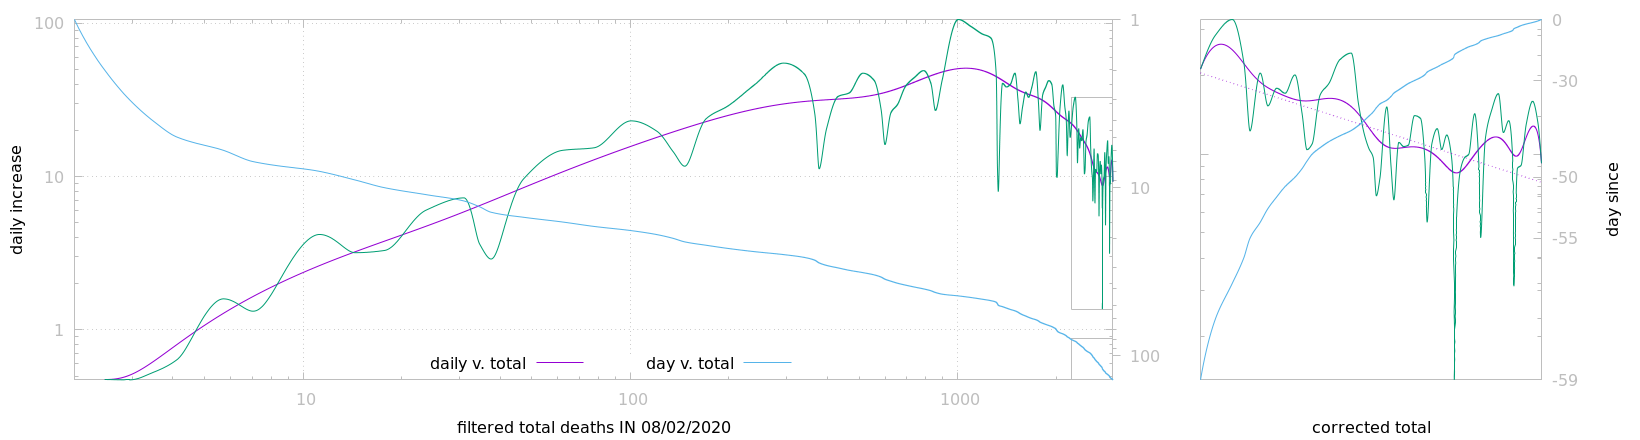 100
10
1
daily increase
daily v. total
day v. total
10
100
1000
filtered total deaths IN 08/02/2020
1
10
100
0
-30
-50
-55
-59
day since
corrected total